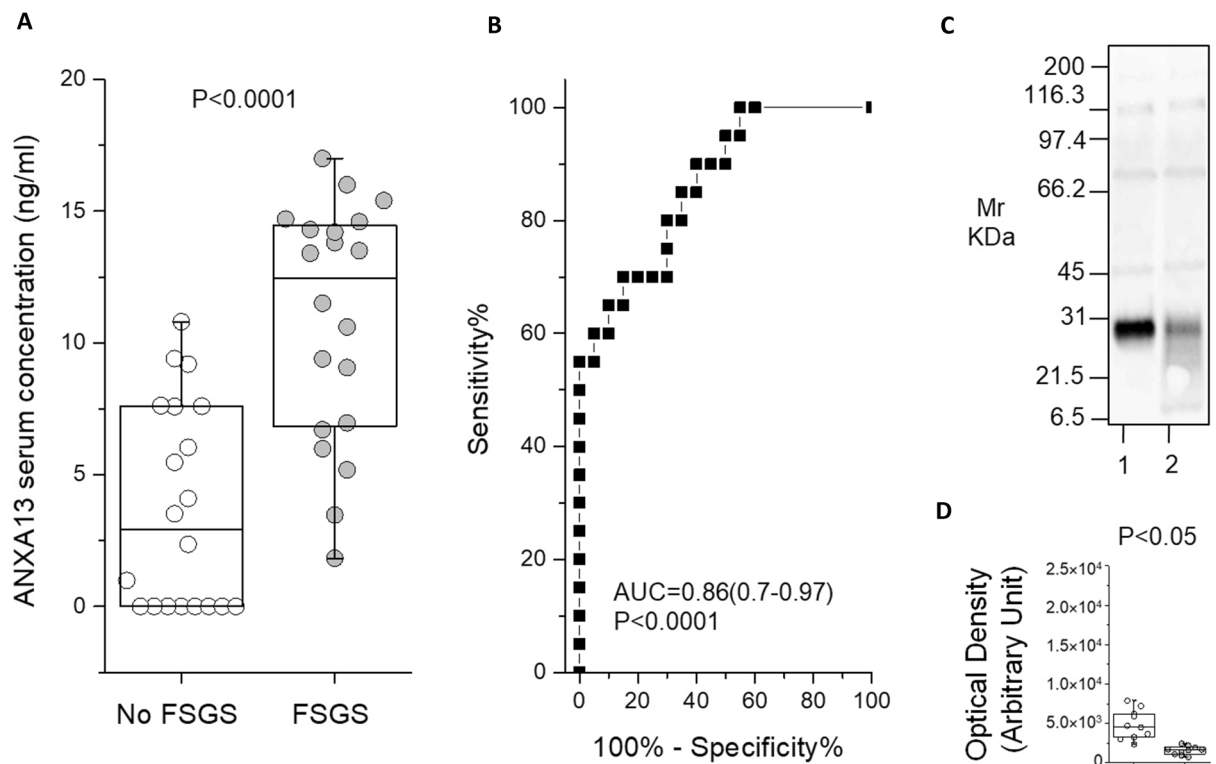 A
ANXA13 serum concentration (ng/ml)
20
15
10
5
0
P<0.0001
No FSGS
FSGS
B
Sensitivity%
100
80
60
40
20
0
AUC=0.86(0.7-0.97)
P<0.0001
0
20
40
60
80
100
100% - Specificity%
C
Mr
KDa
200
116.3
97.4
66.2
45
31
21.5
6.5
1
2
D
P<0.05
Optical Density
(Arbitrary Unit)
2.5×10⁴
2.0×10⁴
1.5×10⁴
1.0×10⁴
5.0×10³
0